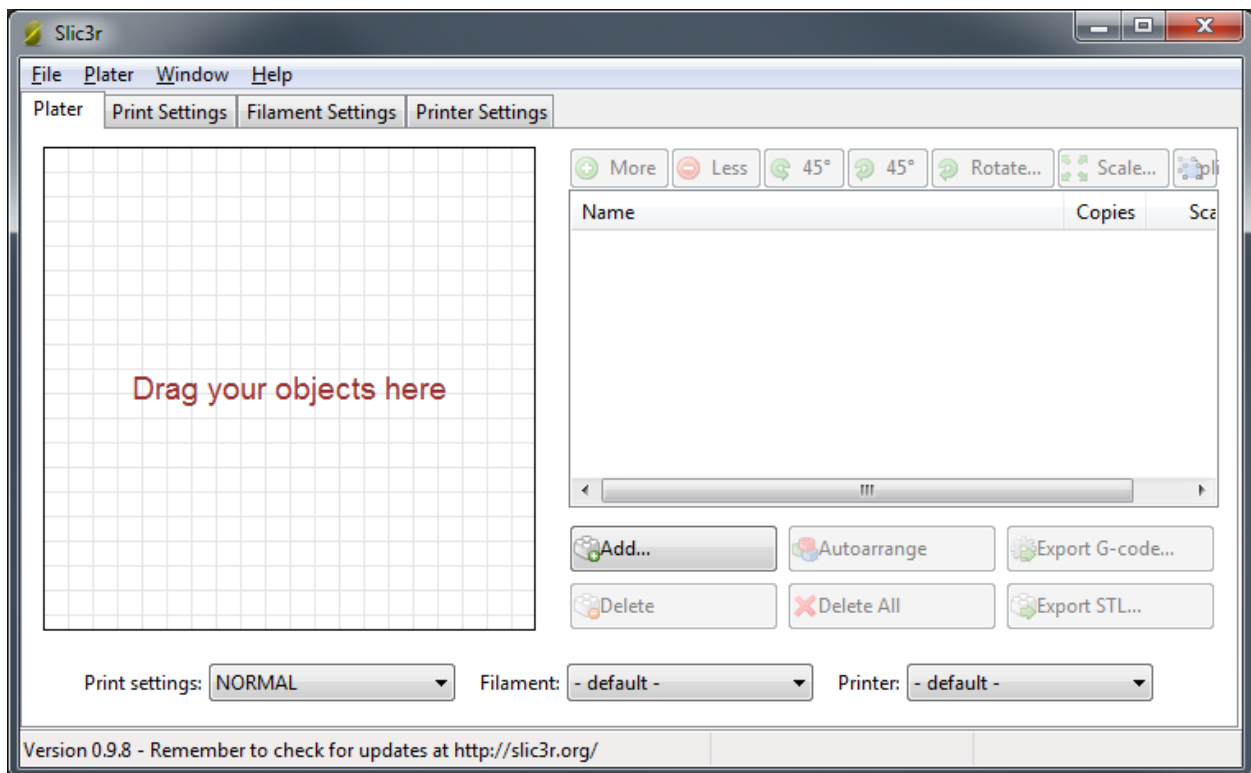 Slic3r
File Plater Window Help
Plater Print Settings Filament Settings Printer Settings
More Less 45° 45° Rotate... Scale... pli
Name Copies Sca
Drag your objects here
Add... Autoarrange Export G-code...
Delete Delete All Export STL...
Print settings: NORMAL Filament: - default - Printer: - default -
Version 0.9.8 - Remember to check for updates at http://slic3r.org/